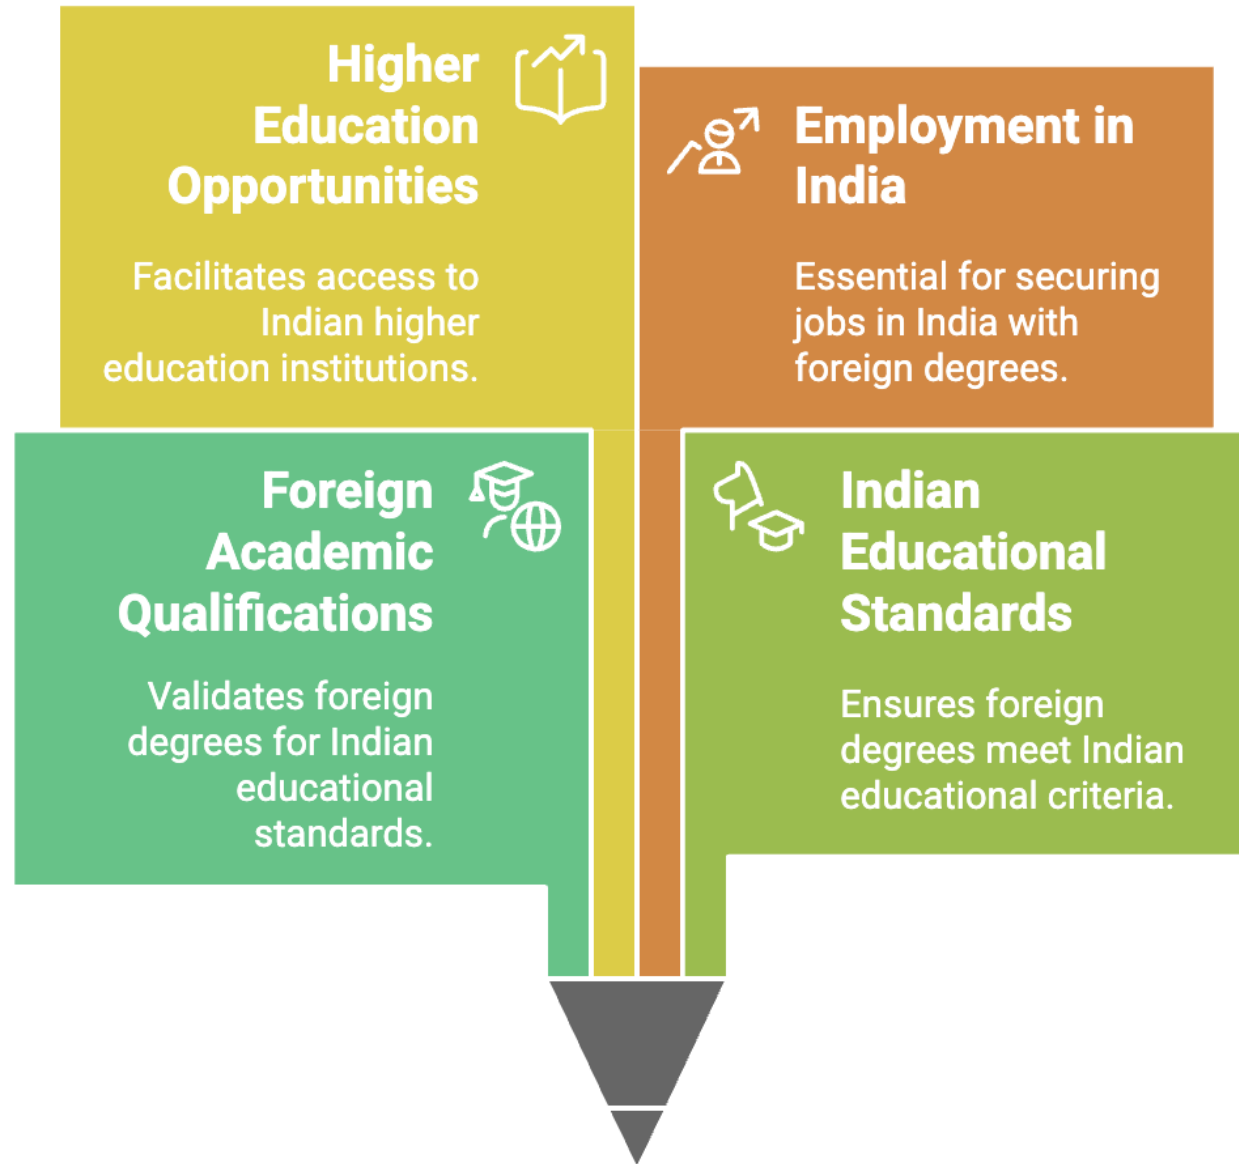 Higher
Education
Opportunities
Facilitates access to
Indian higher
education institutions.
Employment in
India
Essential for securing
jobs in India with
foreign degrees.
Foreign
Academic
Qualifications
Validates foreign
degrees for Indian
educational
standards.
Indian
Educational
Standards
Ensures foreign
degrees meet Indian
educational criteria.